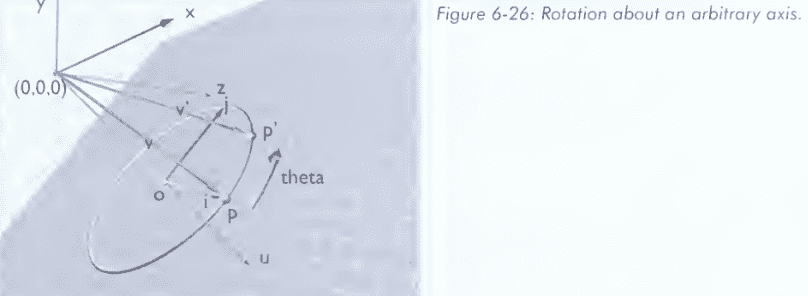 Figure 6-26: Rotation about an arbitrary axis.
y
x
(0,0,0)
z
j
v'
p'
v
theta
o
i
p
u